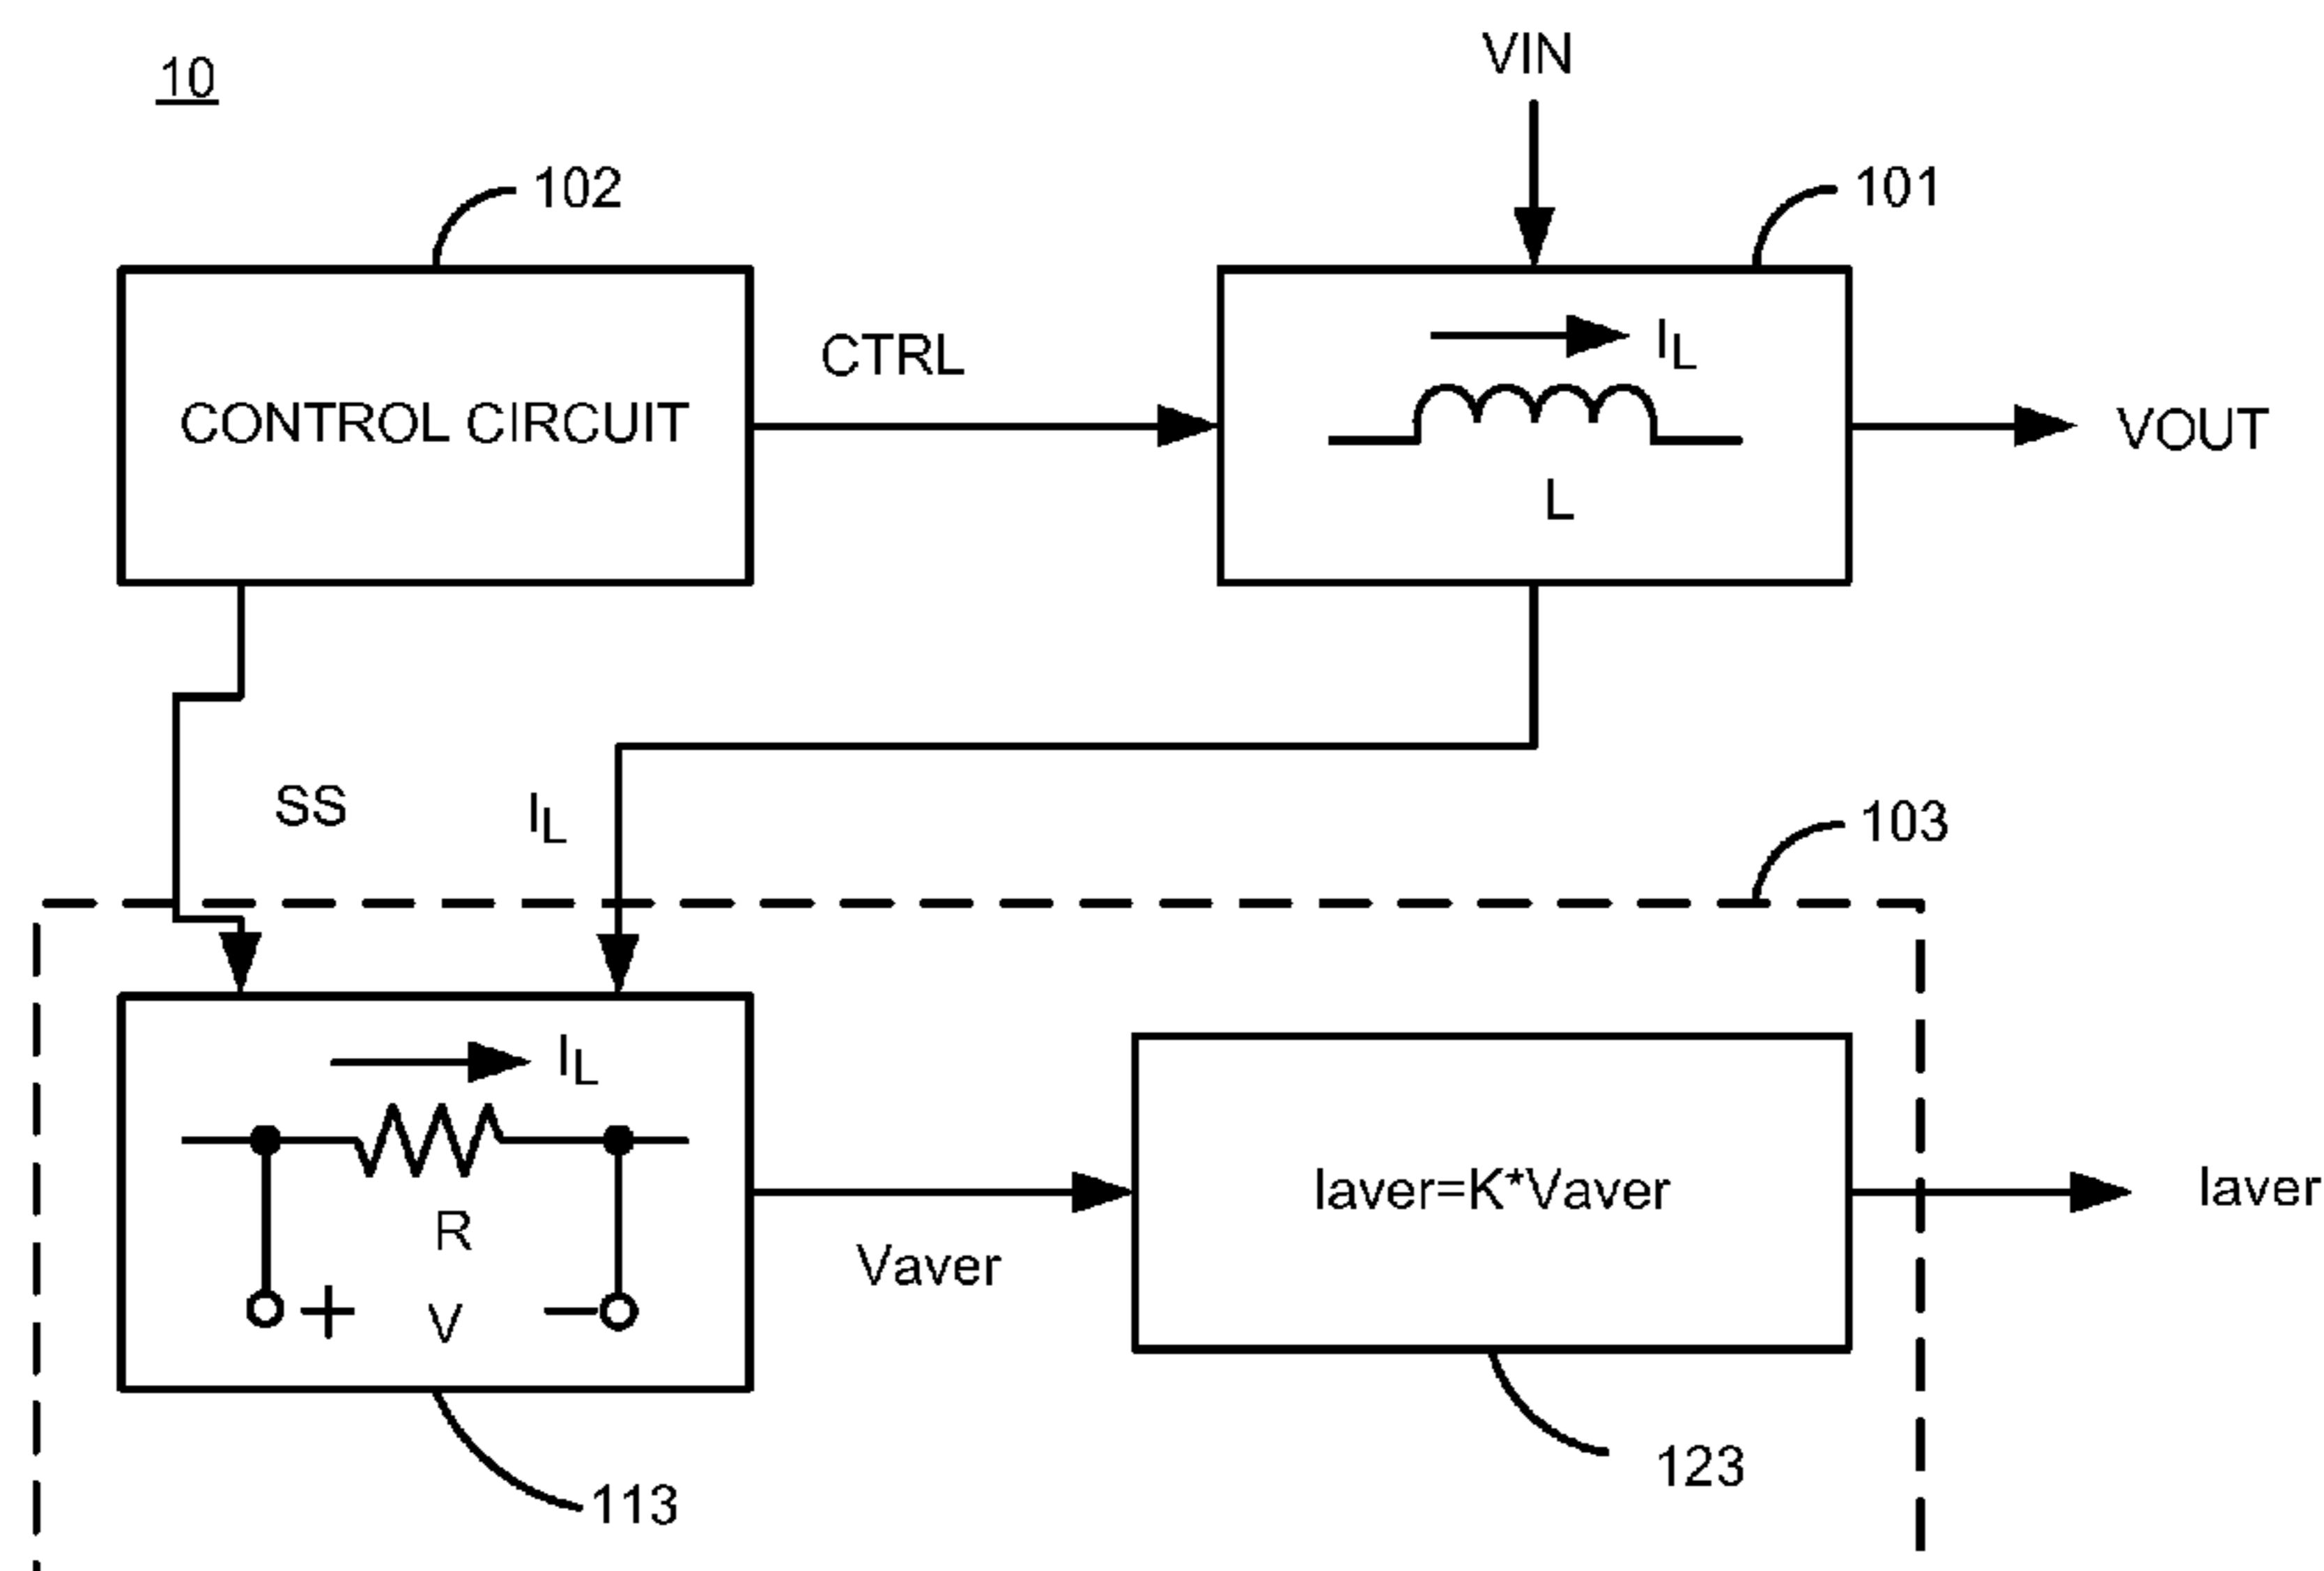 10
VIN
102
101
CONTROL CIRCUIT
CTRL
IL
L
VOUT
SS
IL
103
IL
R
+ V −
Vaver
Iaver=K*Vaver
Iaver
113
123